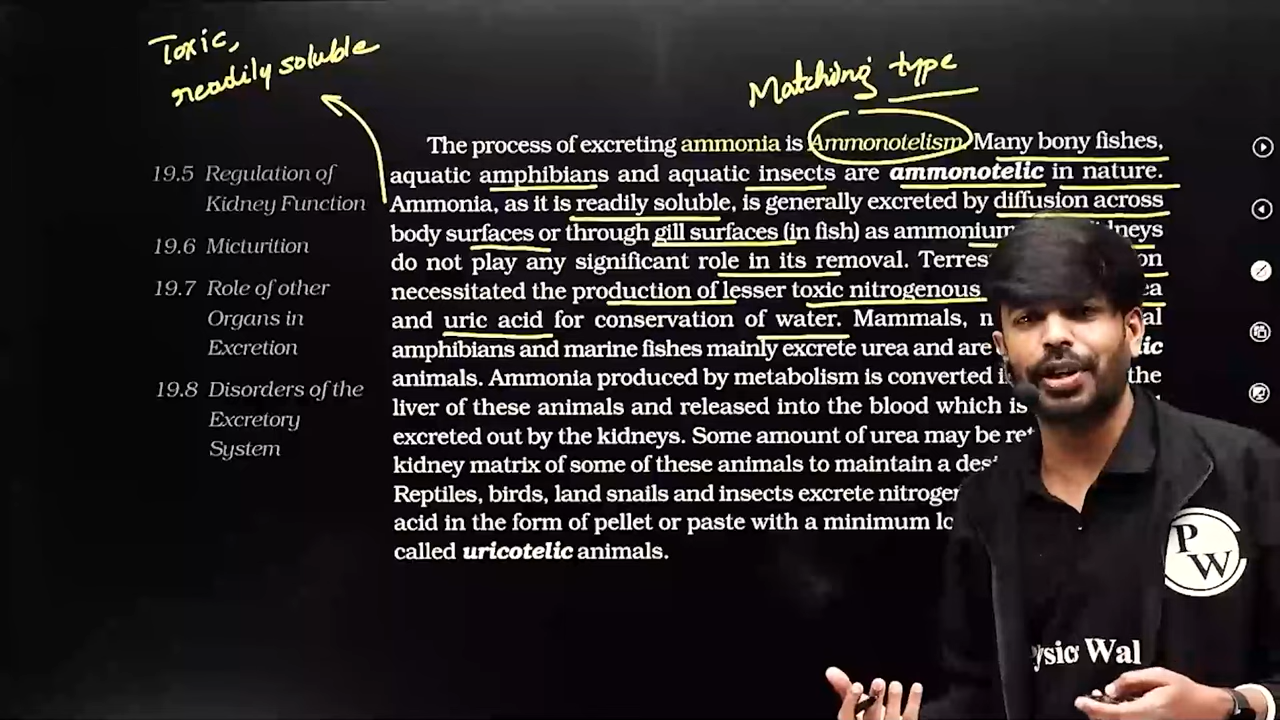 Toxic,
readily soluble
Matching type
The process of excreting ammonia is Ammonotelism. Many bony fishes,
aquatic amphibians and aquatic insects are ammonotelic in nature.
Ammonia, as it is readily soluble, is generally excreted by diffusion across
body surfaces or through gill surfaces (in fish) as ammonium
do not play any significant role in its removal. on
necessitated the production of lesser toxic nitrogenous
and uric acid for conservation of water. Mammals,
amphibians and marine fishes mainly excrete urea and are
animals. Ammonia produced by metabolism is converted the
liver of these animals and released into the blood which is
excreted out by the kidneys. Some amount of urea may be
kidney matrix of some of these animals to maintain a
Reptiles, birds, land snails and insects excrete
acid in the form of pellet or paste with a minimum
called uricotelic animals.
19.5 Regulation of
Kidney Function
19.6 Micturition
19.7 Role of other
Organs in
Excretion
19.8 Disorders of the
Excretory
System
PW
Wal